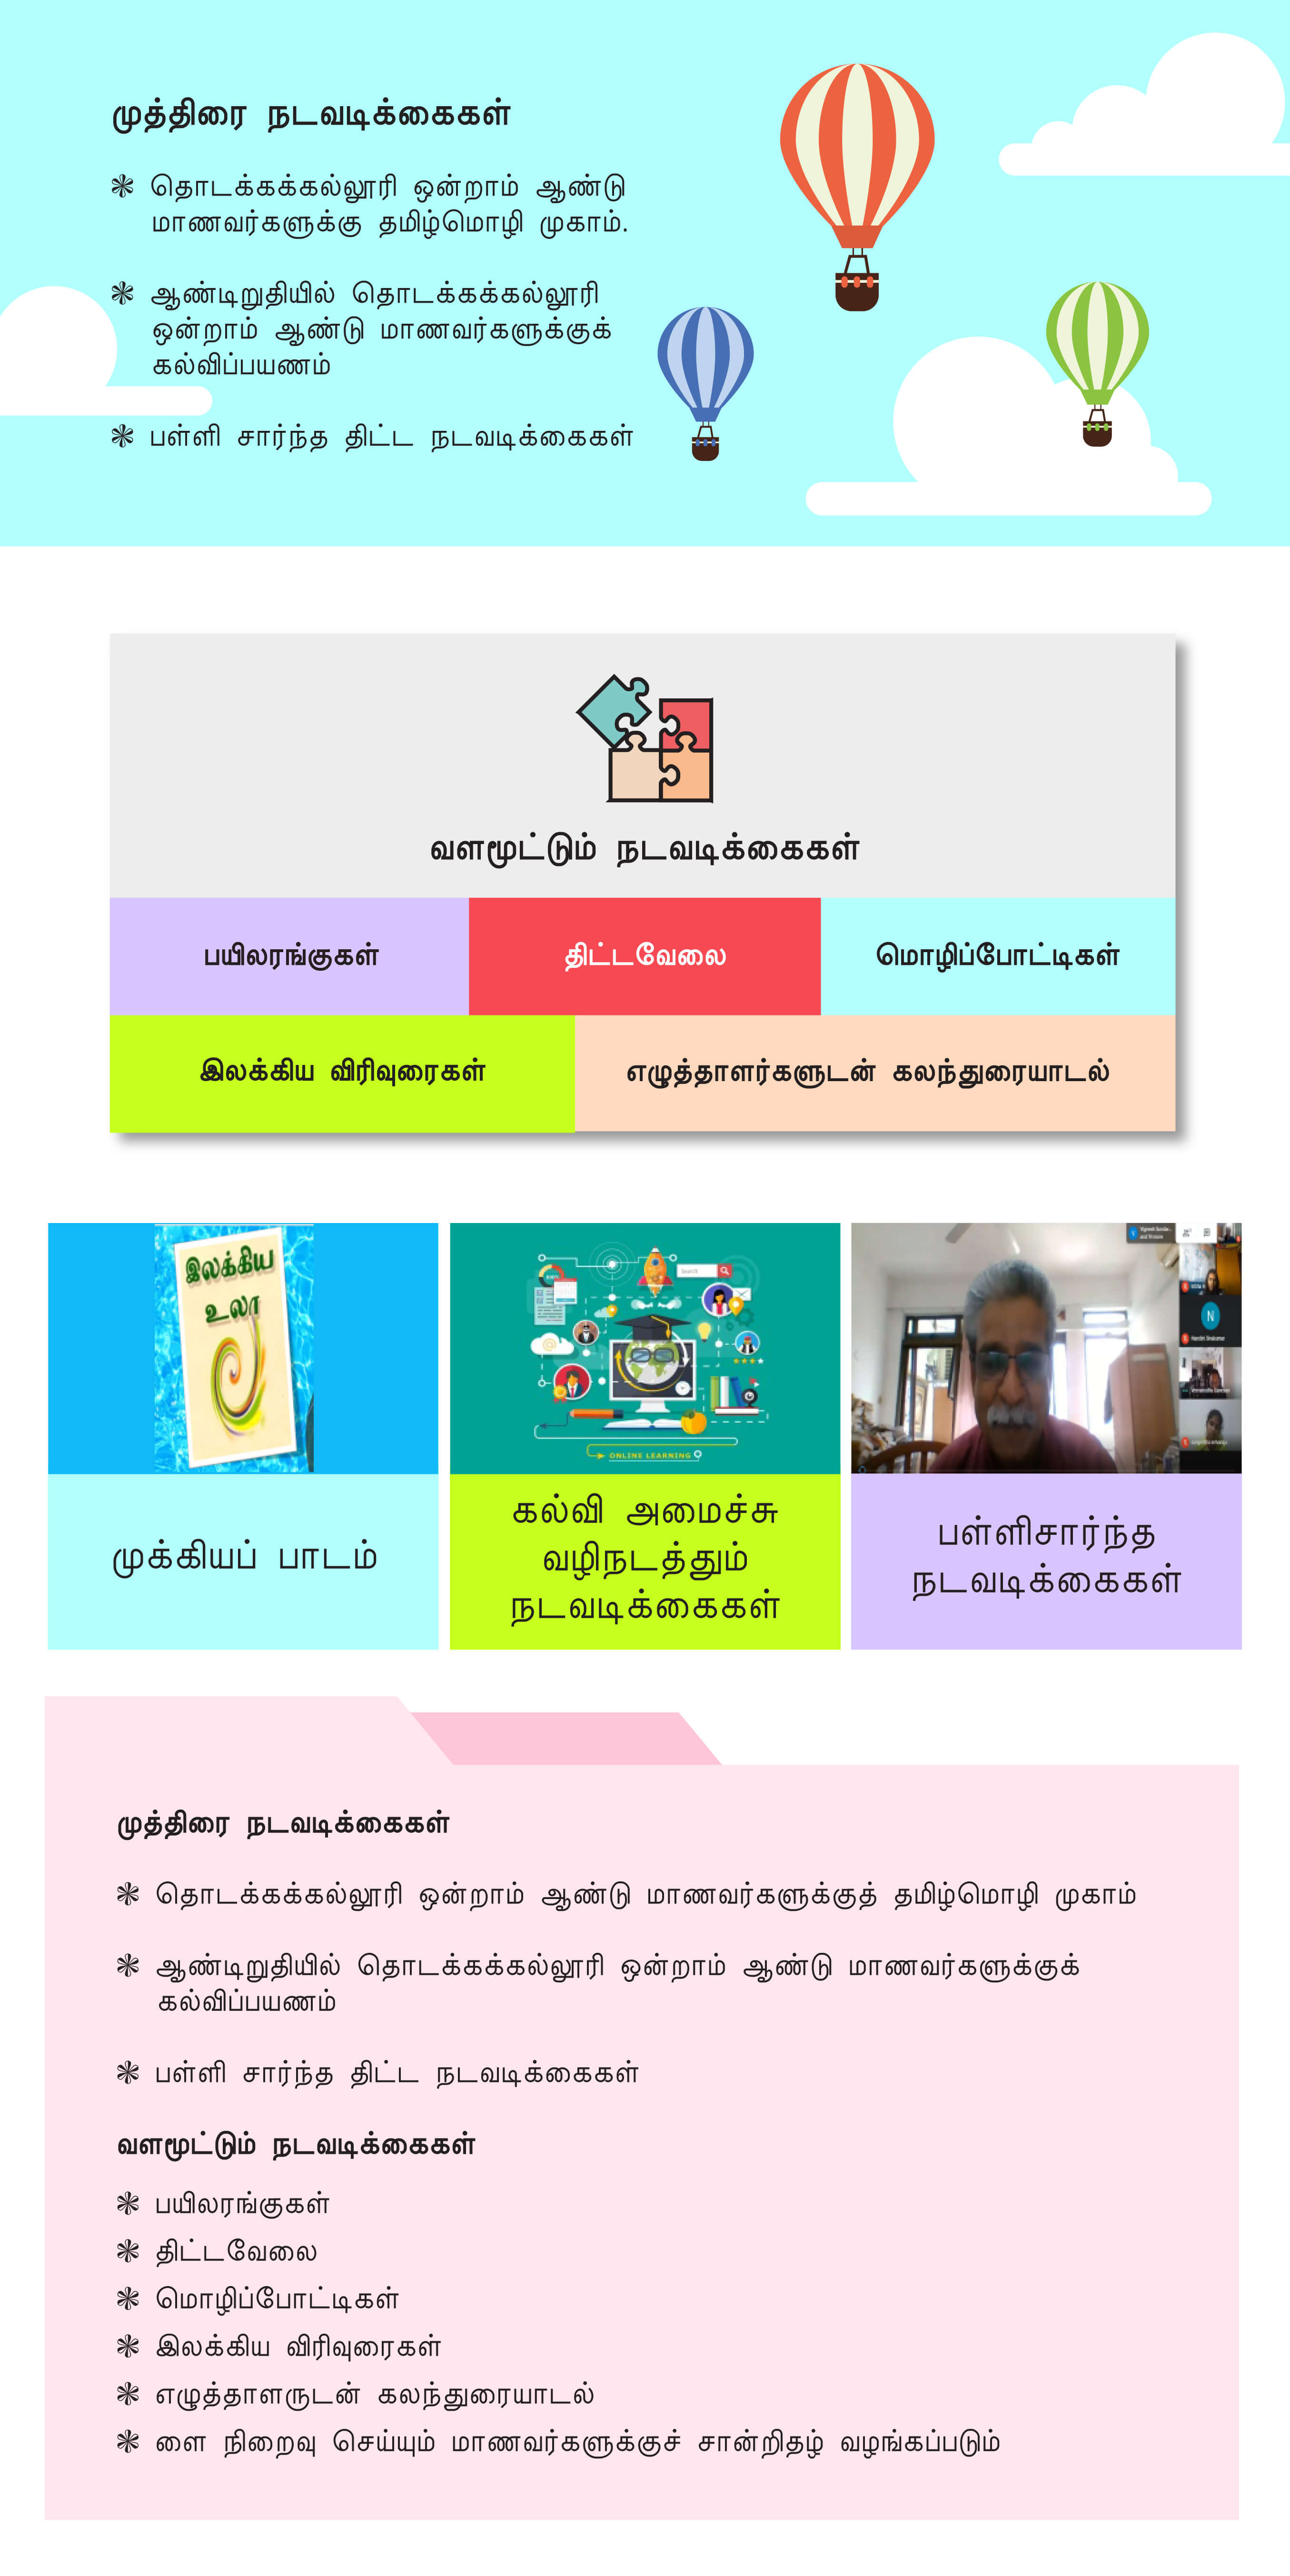 முத்திரை நடவடிக்கைகள்
❃ தொடக்கக்கல்லூரி ஒன்றாம் ஆண்டு
மாணவர்களுக்கு தமிழ்மொழி முகாம்.
❃ ஆண்டிறுதியில் தொடக்கக்கல்லூரி
ஒன்றாம் ஆண்டு மாணவர்களுக்குக்
கல்விப்பயணம்
❃ பள்ளி சார்ந்த திட்ட நடவடிக்கைகள்
வளமூட்டும் நடவடிக்கைகள்
பயிலரங்குகள்
திட்டவேலை
மொழிப்போட்டிகள்
இலக்கிய விரிவுரைகள்
எழுத்தாளர்களுடன் கலந்துரையாடல்
இலக்கிய
உலா
Search
ONLINE LEARNING
N
முக்கியப் பாடம்
கல்வி அமைச்சு
வழிநடத்தும்
நடவடிக்கைகள்
பள்ளிசார்ந்த
நடவடிக்கைகள்
முத்திரை நடவடிக்கைகள்
❃ தொடக்கக்கல்லூரி ஒன்றாம் ஆண்டு மாணவர்களுக்குத் தமிழ்மொழி முகாம்
❃ ஆண்டிறுதியில் தொடக்கக்கல்லூரி ஒன்றாம் ஆண்டு மாணவர்களுக்குக்
கல்விப்பயணம்
❃ பள்ளி சார்ந்த திட்ட நடவடிக்கைகள்
வளமூட்டும் நடவடிக்கைகள்
❃ பயிலரங்குகள்
❃ திட்டவேலை
❃ மொழிப்போட்டிகள்
❃ இலக்கிய விரிவுரைகள்
❃ எழுத்தாளருடன் கலந்துரையாடல்
❃ ளை நிறைவு செய்யும் மாணவர்களுக்குச் சான்றிதழ் வழங்கப்படும்